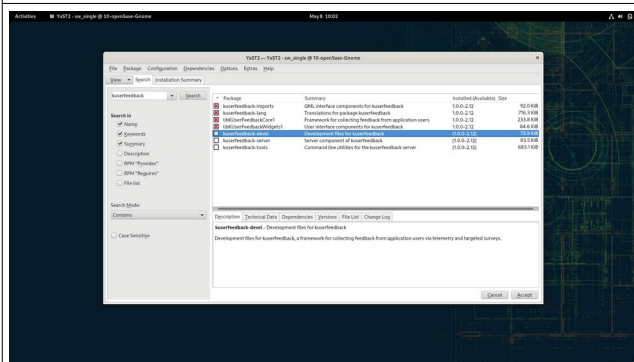 Activities YaST2 - sw_single @ 10-openSuse-Gnome May 8 10:02
YaST2 — YaST2 - sw_single @ 10-openSuse-Gnome ×
File Package Configuration Dependencies Options Extras Help
View Search Installation Summary
kuserfeedback Search
Search in
Name
Keywords
Summary
Description
RPM "Provides"
RPM "Requires"
File list
Search Mode:
Contains
Case Sensitive
Package Summary Installed (Available) Size
kuserfeedback-imports QML interface components for kuserfeedback 1.0.0-2.12 92.0 KiB
kuserfeedback-lang Translations for package kuserfeedback 1.0.0-2.12 716.3 KiB
libKUserFeedbackCore1 Framework for collecting feedback from application users 1.0.0-2.12 233.8 KiB
libKUserFeedbackWidgets1 User interface components for kuserfeedback 1.0.0-2.12 84.6 KiB
kuserfeedback-devel Development files for kuserfeedback (1.0.0-2.12) 73.9 KiB
kuserfeedback-server Server component of kuserfeedback (1.0.0-2.12) 83.5 KiB
kuserfeedback-tools Command line utilities for the kuserfeedback server (1.0.0-2.12) 683.1 KiB
Description Technical Data Dependencies Versions File List Change Log
kuserfeedback-devel - Development files for kuserfeedback
Development files for kuserfeedback, a framework for collecting feedback from application users via telemetry and targeted surveys.
Cancel Accept